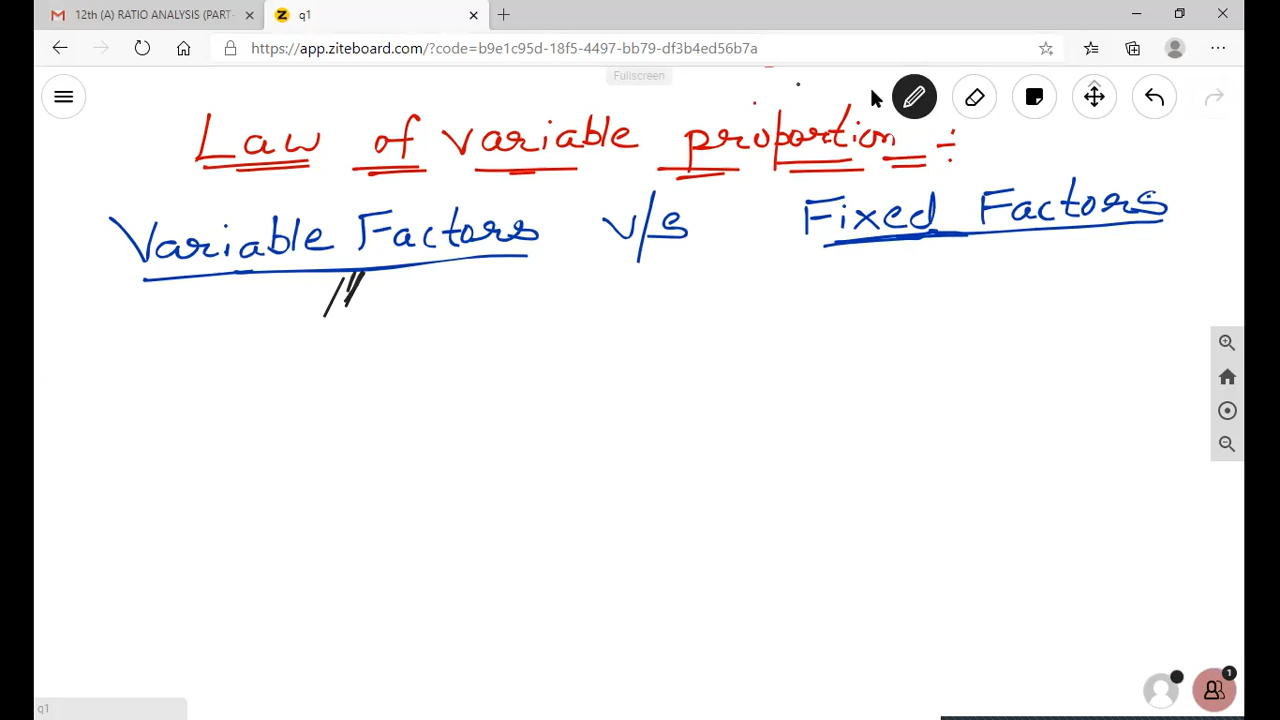 12th (A) RATIO ANALYSIS (PART-
q1
https://app.ziteboard.com/?code=b9e1c95d-18f5-4497-bb79-df3b4ed56b7a
Fullscreen
Law of variable proportion :-
Variable Factors v/s Fixed Factors
1
q1